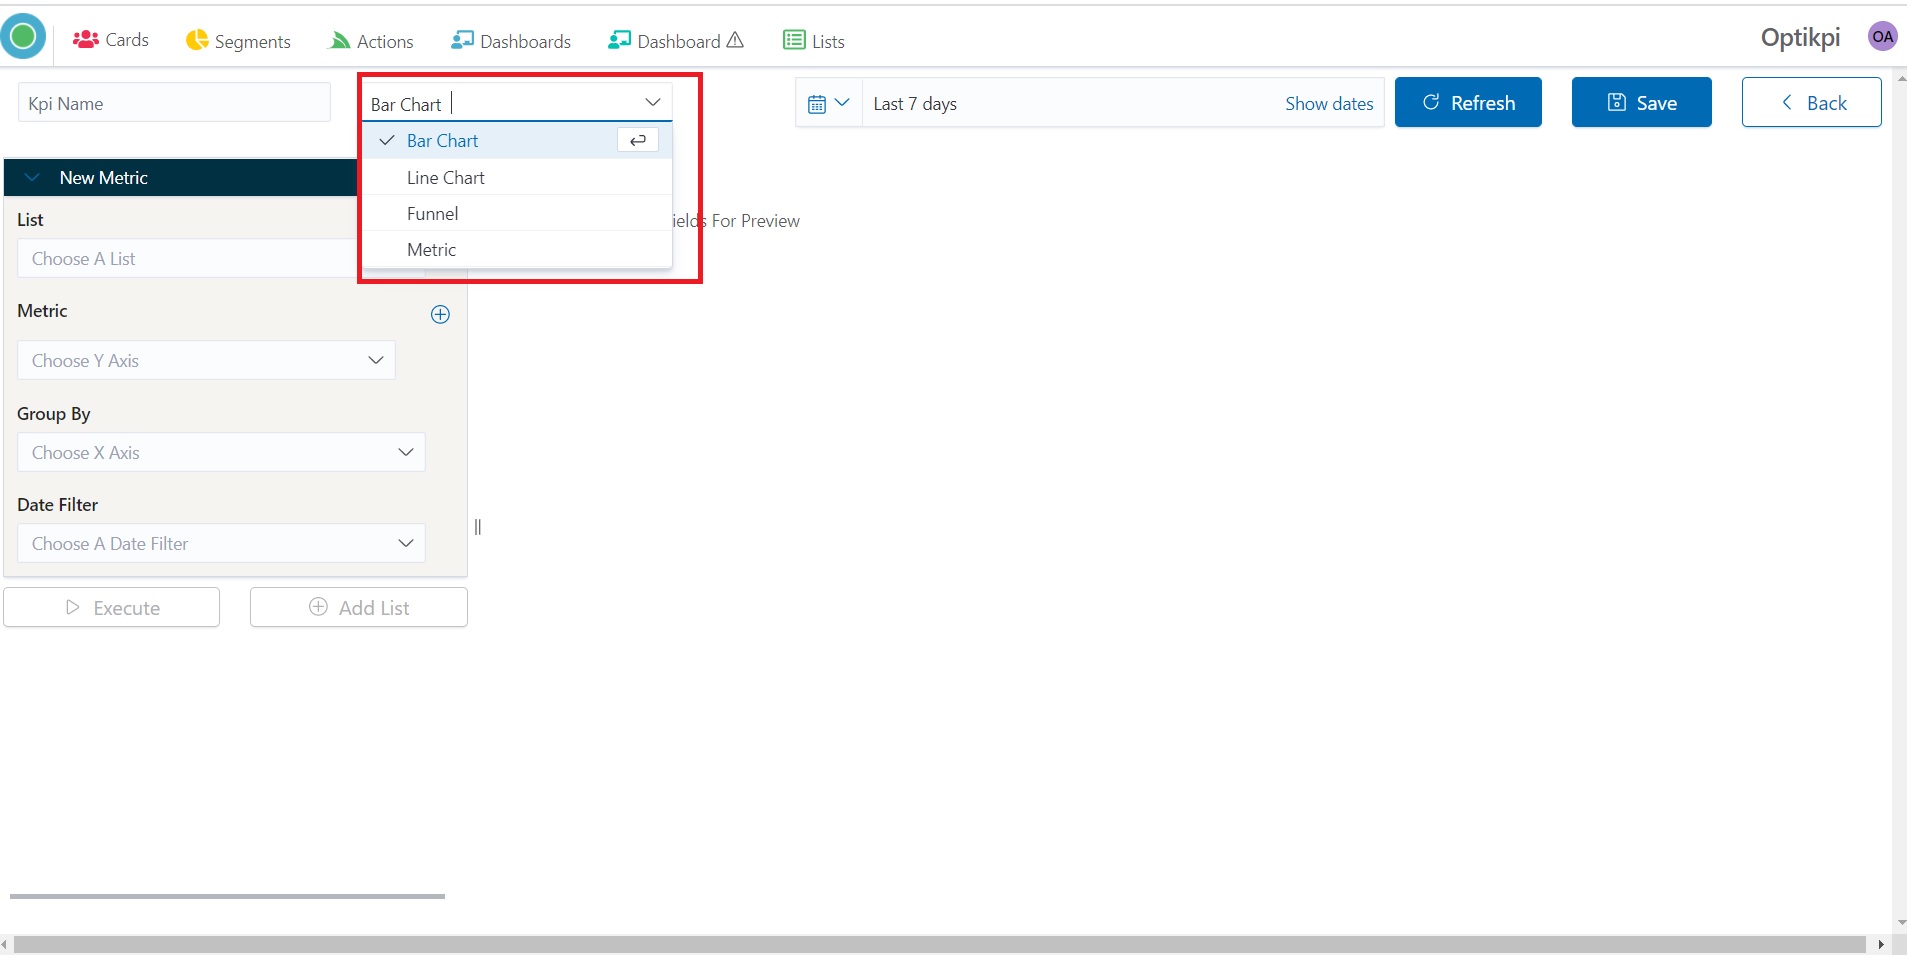 Cards
Segments
Actions
Dashboards
Dashboard
Lists
Optikpi
OA
Kpi Name
Bar Chart
Last 7 days
Show dates
Refresh
Save
Back
Bar Chart
Line Chart
Funnel
Metric
New Metric
List
For Preview
Choose A List
Metric
Choose Y Axis
Group By
Choose X Axis
Date Filter
Choose A Date Filter
Execute
Add List